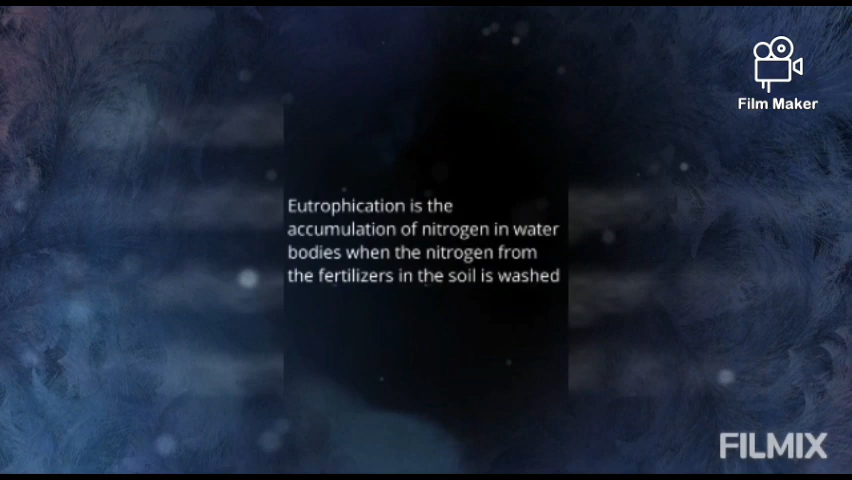 Film Maker
Eutrophication is the
accumulation of nitrogen in water
bodies when the nitrogen from
the fertilizers in the soil is washed
FILMIX